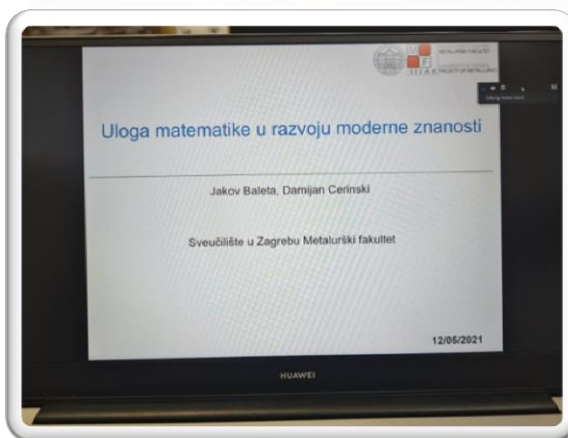 METALURŠKI FAKULTET
SISAK FACULTY OF METALLURGY
Uloga matematike u razvoju moderne znanosti
Jakov Baleta, Damijan Cerinski
Sveučilište u Zagrebu Metalurški fakultet
12/05/2021
HUAWEI